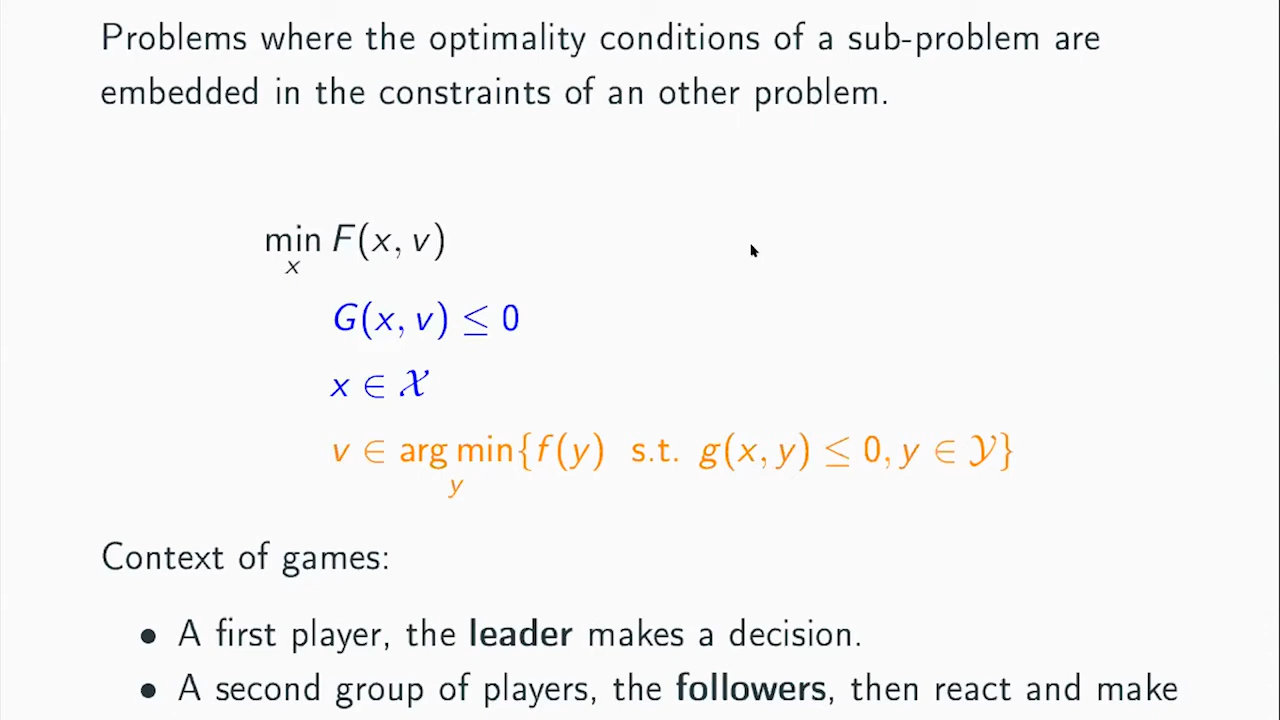 Problems where the optimality conditions of a sub-problem are
embedded in the constraints of an other problem.
min F(x, v)
x
G(x, v) ≤ 0
x ∈ 𝒳
v ∈ arg min{f(y) s.t. g(x, y) ≤ 0, y ∈ 𝒴}
y
Context of games:
• A first player, the leader makes a decision.
• A second group of players, the followers, then react and make